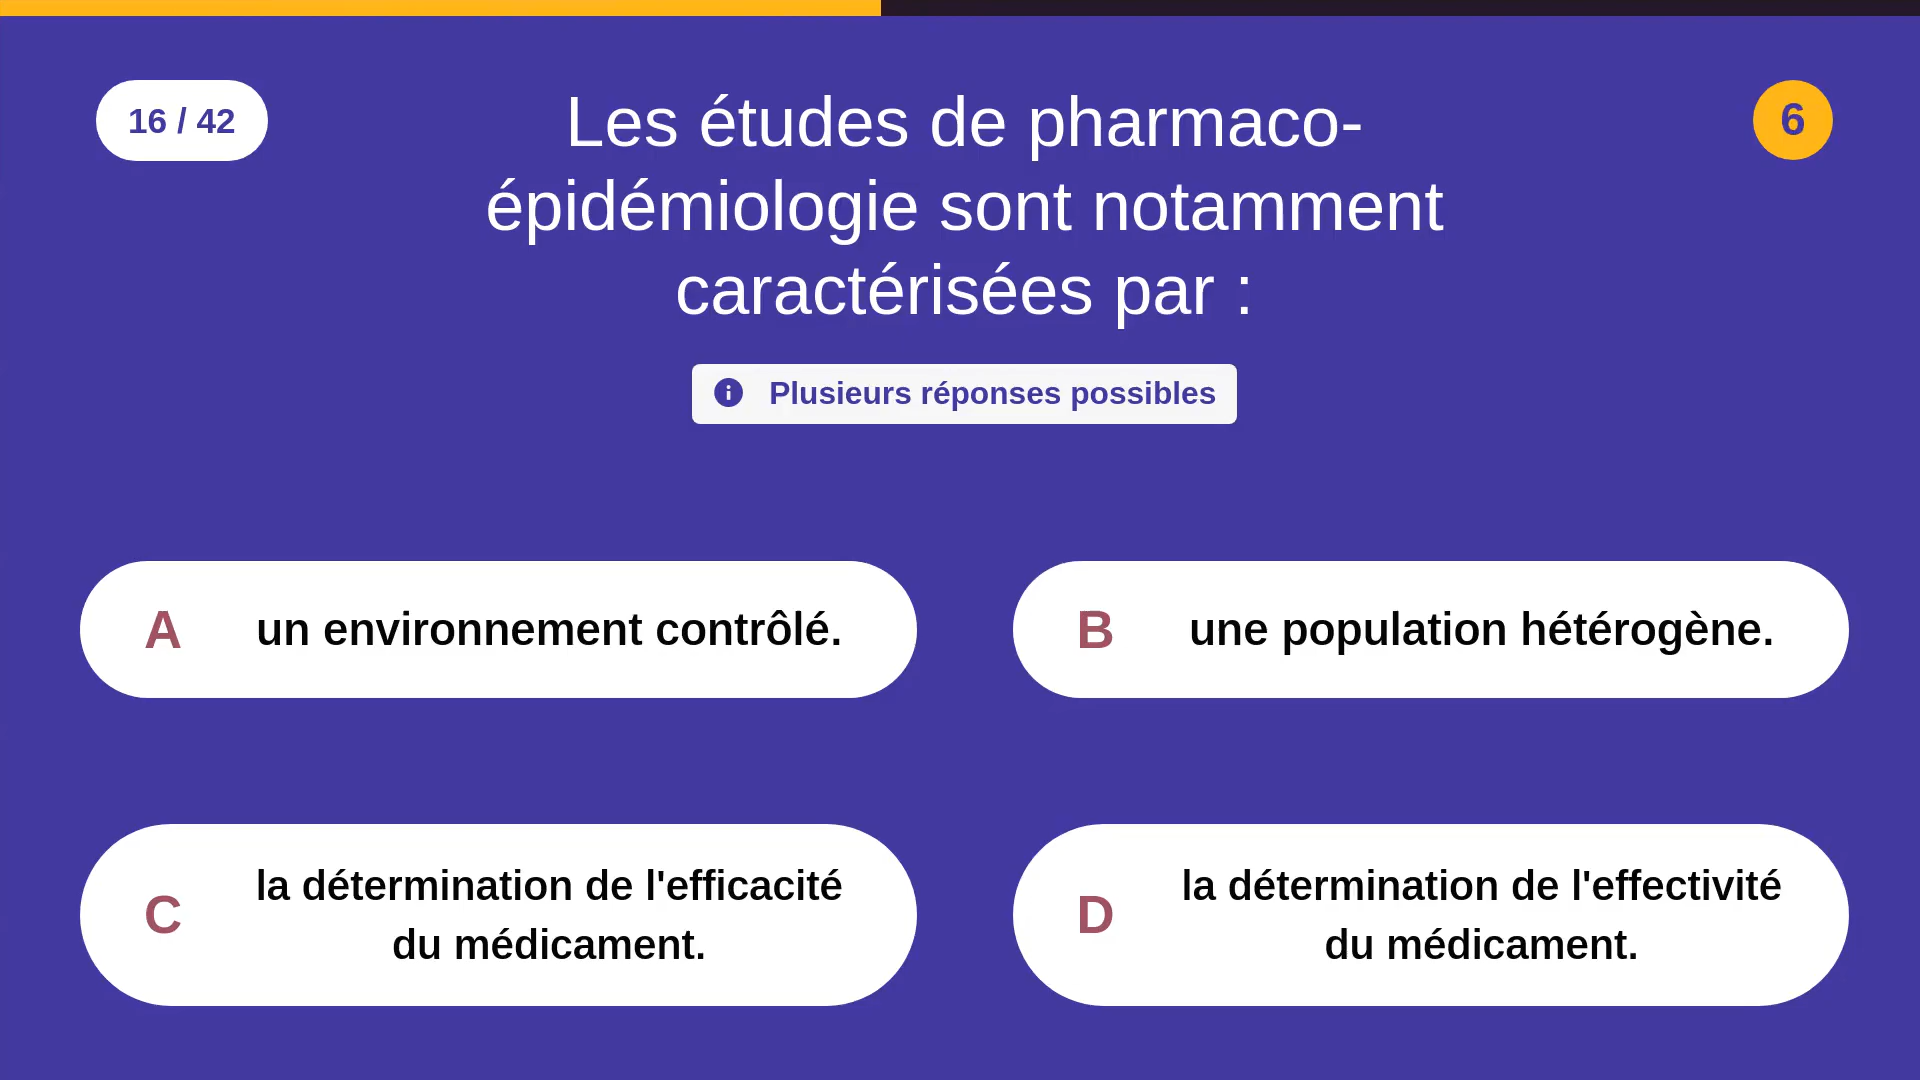 16 / 42
Les études de pharmaco-
épidémiologie sont notamment
caractérisées par :
6
Plusieurs réponses possibles
A
un environnement contrôlé.
B
une population hétérogène.
C
la détermination de l'efficacité
du médicament.
D
la détermination de l'effectivité
du médicament.